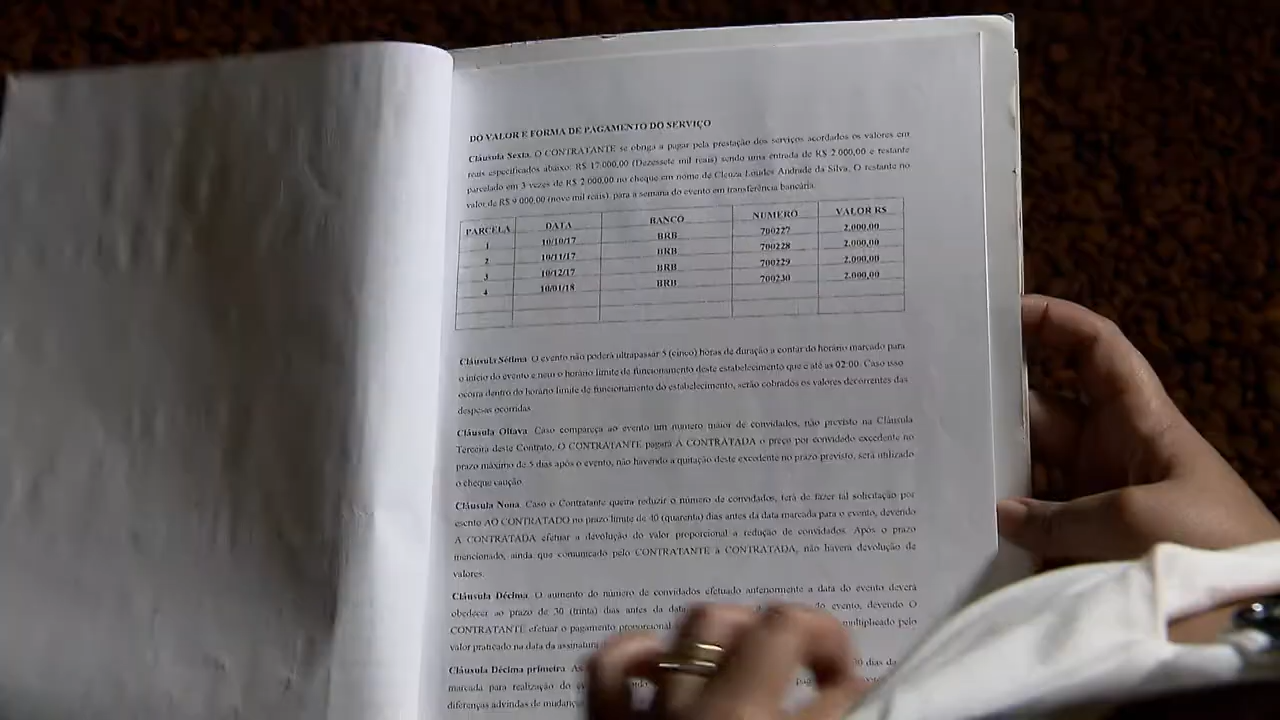 DO VALOR E FORMA DE PAGAMENTO DO SERVIÇO
Cláusula Sexta. O CONTRATANTE se obriga a pagar pela prestação dos serviços acordados os valores em
reais especificados abaixo: R$ 17.000,00 (Dezessete mil reais) sendo uma entrada de R$ 2.000,00 e restante
parcelado em 3 vezes de R$ 2.000,00 no cheque em nome de Cleuza Loudes Andrade da Silva. O restante no
valor de R$ 9.000,00 (nove mil reais) para a semana do evento em transferência bancária.
PARCELA DATA BANCO NUMERO VALOR R$
1 10/10/17 BRB 700227 2.000,00
2 10/11/17 BRB 700228 2.000,00
3 10/12/17 BRB 700229 2.000,00
4 10/01/18 BRB 700230 2.000,00
Cláusula Sétima. O evento não poderá ultrapassar 5 (cinco) horas de duração a contar do horário marcado para
o início do evento e nem o horário limite de funcionamento deste estabelecimento que e até as 02:00. Caso isso
ocorra dentro do horário limite de funcionamento do estabelecimento, serão cobrados os valores decorrentes das
despesas ocorridas.
Cláusula Oitava. Caso compareça ao evento um numero maior de convidados, não previsto na Cláusula
Terceira deste Contrato, O CONTRATANTE pagará A CONTRATADA o preço por convidado excedente no
prazo máximo de 5 dias após o evento, não havendo a quitação deste excedente no prazo previsto, será utilizado
o cheque caução.
Cláusula Nona. Caso o Contratante queira reduzir o número de convidados, terá de fazer tal solicitação por
escrito AO CONTRATADO no prazo limite de 40 (quarenta) dias antes da data marcada para o evento, devendo
A CONTRATADA efetuar a devolução do valor proporcional a redução de convidados. Após o prazo
mencionado, ainda que comunicado pelo CONTRATANTE à CONTRATADA, não haverá devolução de
valores.
Cláusula Décima. O aumento do número de convidados efetuado anteriormente a data do evento deverá
obedecer ao prazo de 30 (trinta) dias antes da data do evento, devendo O
CONTRATANTE efetuar o pagamento proporcional multiplicado pelo
valor praticado na data da assinatura
Cláusula Décima primeira. As dias da
marcada para realização do
diferenças advindas de mudança